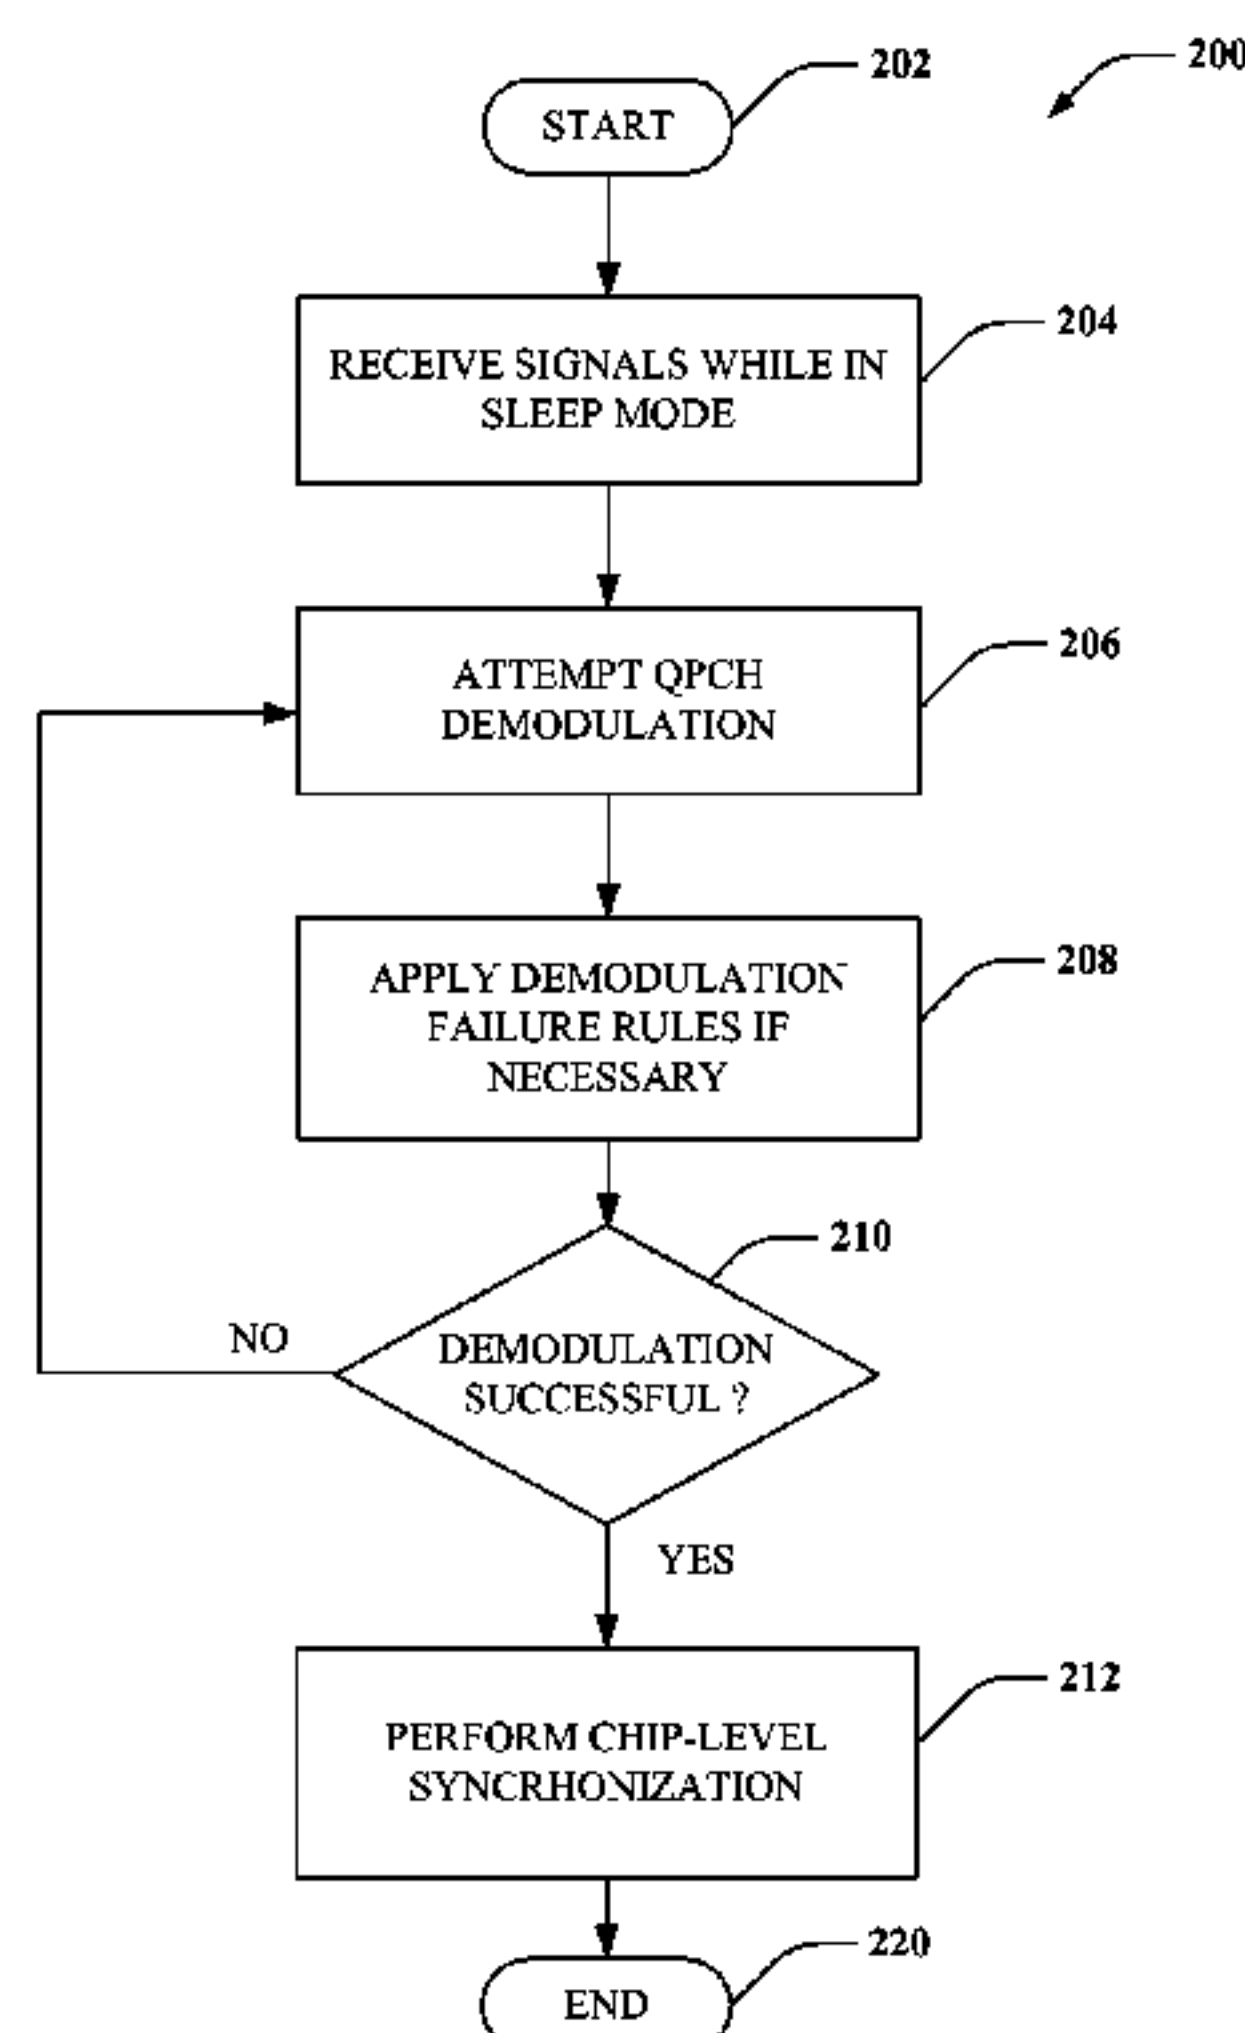 200
202
START
204
RECEIVE SIGNALS WHILE IN
SLEEP MODE
206
ATTEMPT QPCH
DEMODULATION
208
APPLY DEMODULATION
FAILURE RULES IF
NECESSARY
210
DEMODULATION
SUCCESSFUL ?
NO
YES
212
PERFORM CHIP-LEVEL
SYNCRHONIZATION
220
END